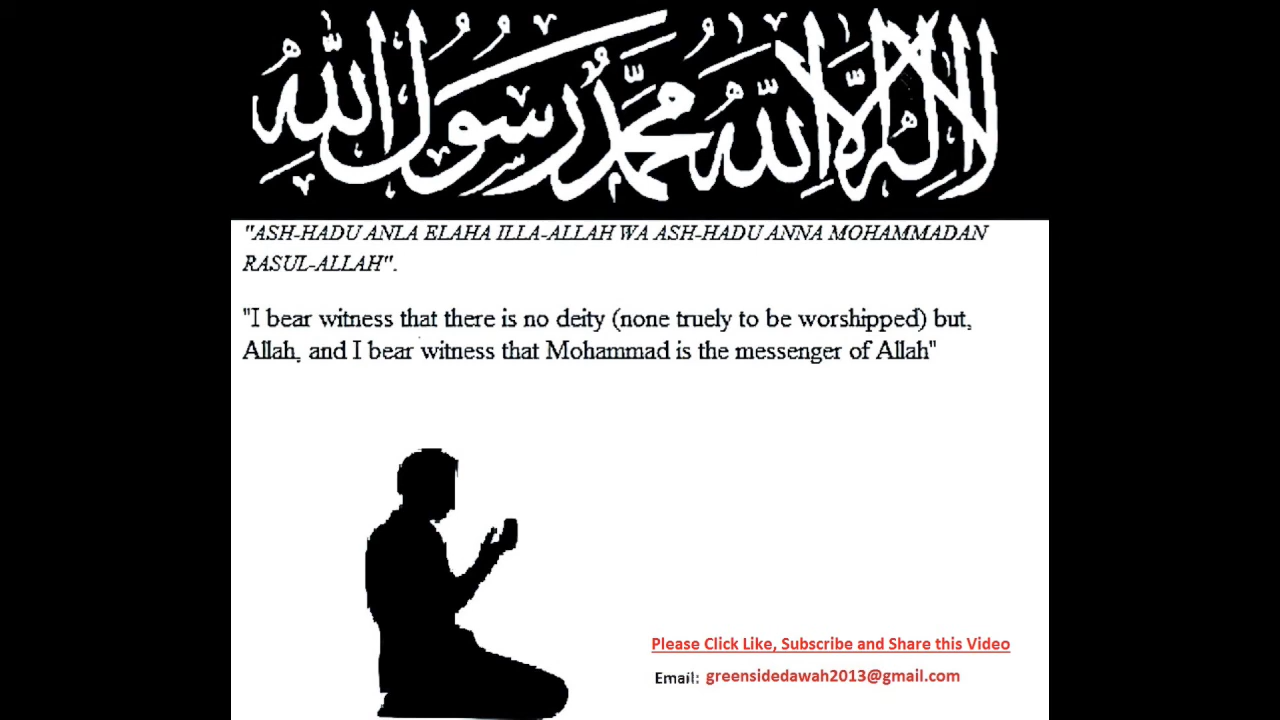 لا إله إلا الله محمد رسول الله
"ASH-HADU ANLA ELAHA ILLA-ALLAH WA ASH-HADU ANNA MOHAMMADAN
RASUL-ALLAH".
"I bear witness that there is no deity (none truely to be worshipped) but,
Allah, and I bear witness that Mohammad is the messenger of Allah"
Please Click Like, Subscribe and Share this Video
Email: greensidedawah2013@gmail.com